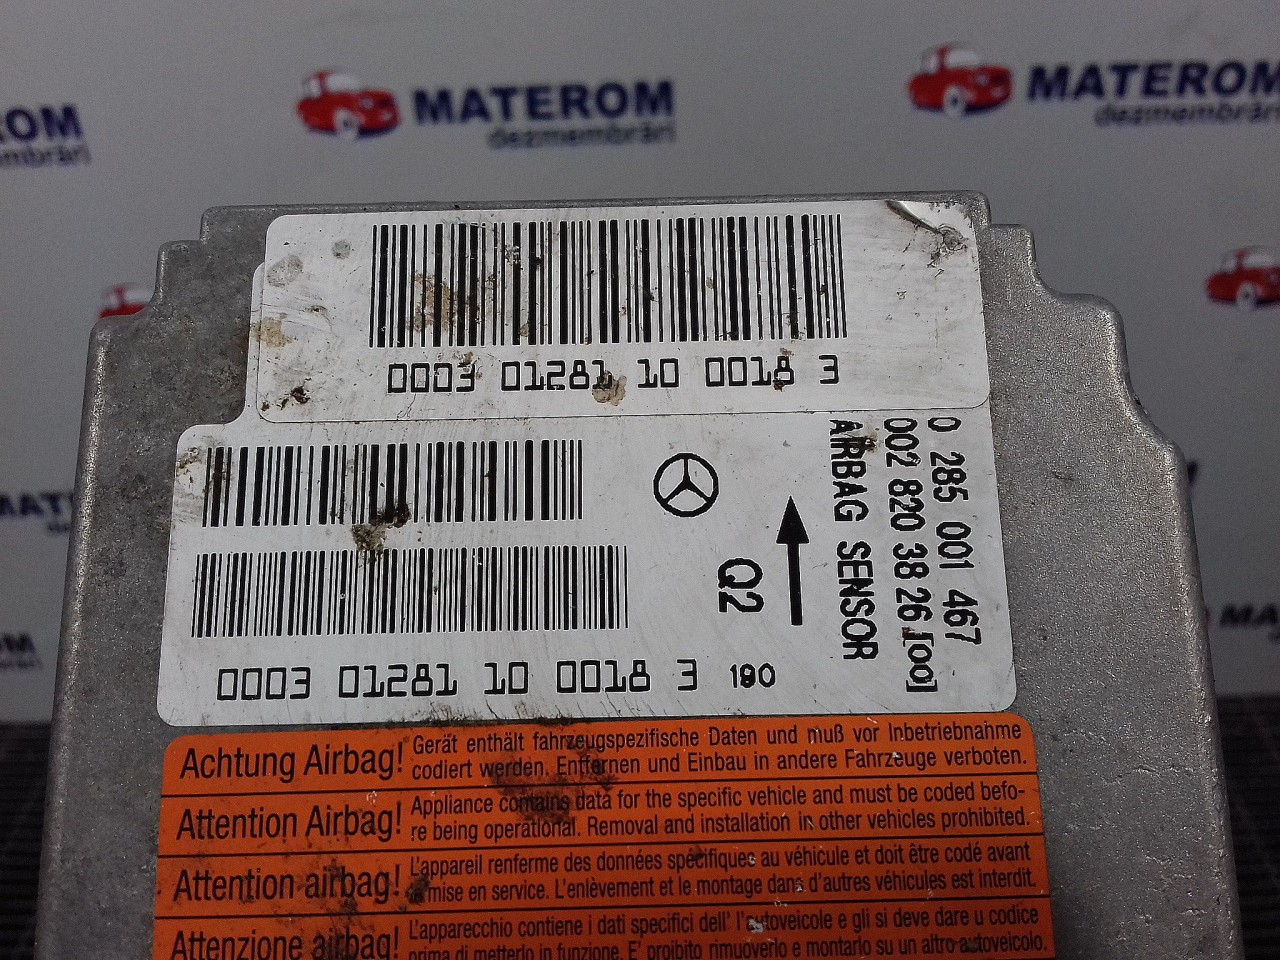 MATEROM
dezmembrări
MATEROM
dezmembrări
EROM
dezmembrări
0003 01281 10 0018 3
0 285 001 467
002 820 38 26 [00]
AIRBAG SENSOR
Q2
0003 01281 10 0018 3 180
Achtung Airbag! Gerät enthält fahrzeugspezifische Daten und muß vor Inbetriebnahme
codiert werden. Entfernen und Einbau in andere Fahrzeuge verboten.
Attention Airbag! Appliance contains data for the specific vehicle and must be coded befo-
re being operational. Removal and installation in other vehicles prohibited.
Attention airbag! L'appareil renferme des données spécifiques au véhicule et doit être codé avant
mise en service. L'enlèvement et le montage dans d'autres véhicules est interdit.
Attenzione airbag! L'apparecchio contiene i dati specifici dell' l'autoveicole e gli si deve dare u codice
prima di metterlo in funzione. E' proibito rimuoverlo e montarlo su un altro autoveicolo.